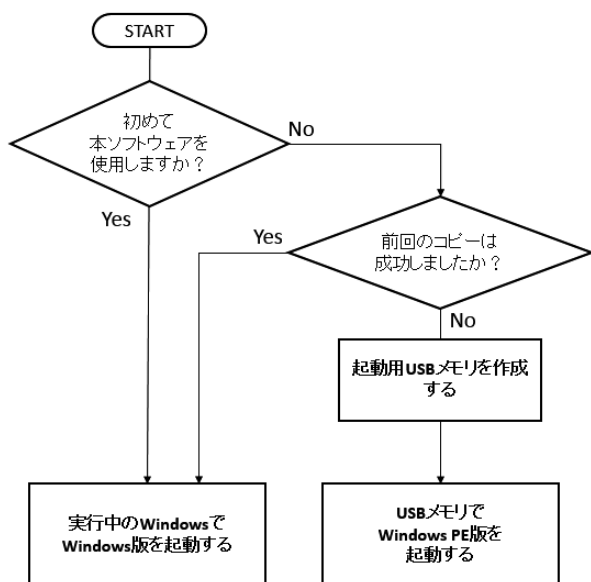 START
初めて
本ソフトウェアを
使用しますか？
No
Yes
Yes
前回のコピーは
成功しましたか？
No
起動用USBメモリを作成
する
実行中のWindowsで
Windows版を起動する
USBメモリで
Windows PE版を
起動する